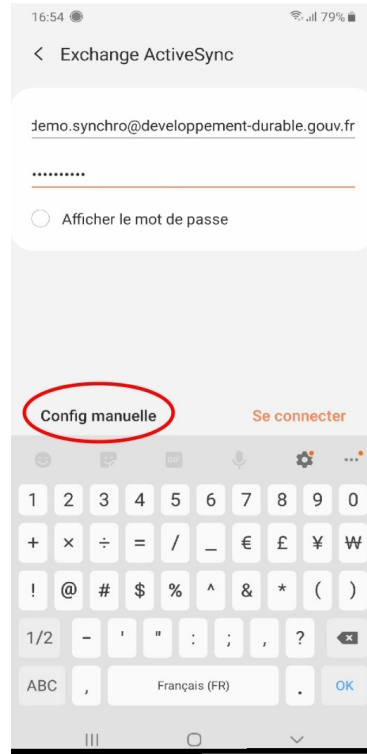 16:54 79%
Exchange ActiveSync
demo.synchro@developpement-durable.gouv.fr
••••••••••
Afficher le mot de passe
Config manuelle Se connecter
GIF
1 2 3 4 5 6 7 8 9 0
+ × ÷ = / _ € £ ¥ ₩
! @ # $ % ^ & * ( )
1/2 - ' " : ; , ?
ABC , Français (FR) . OK